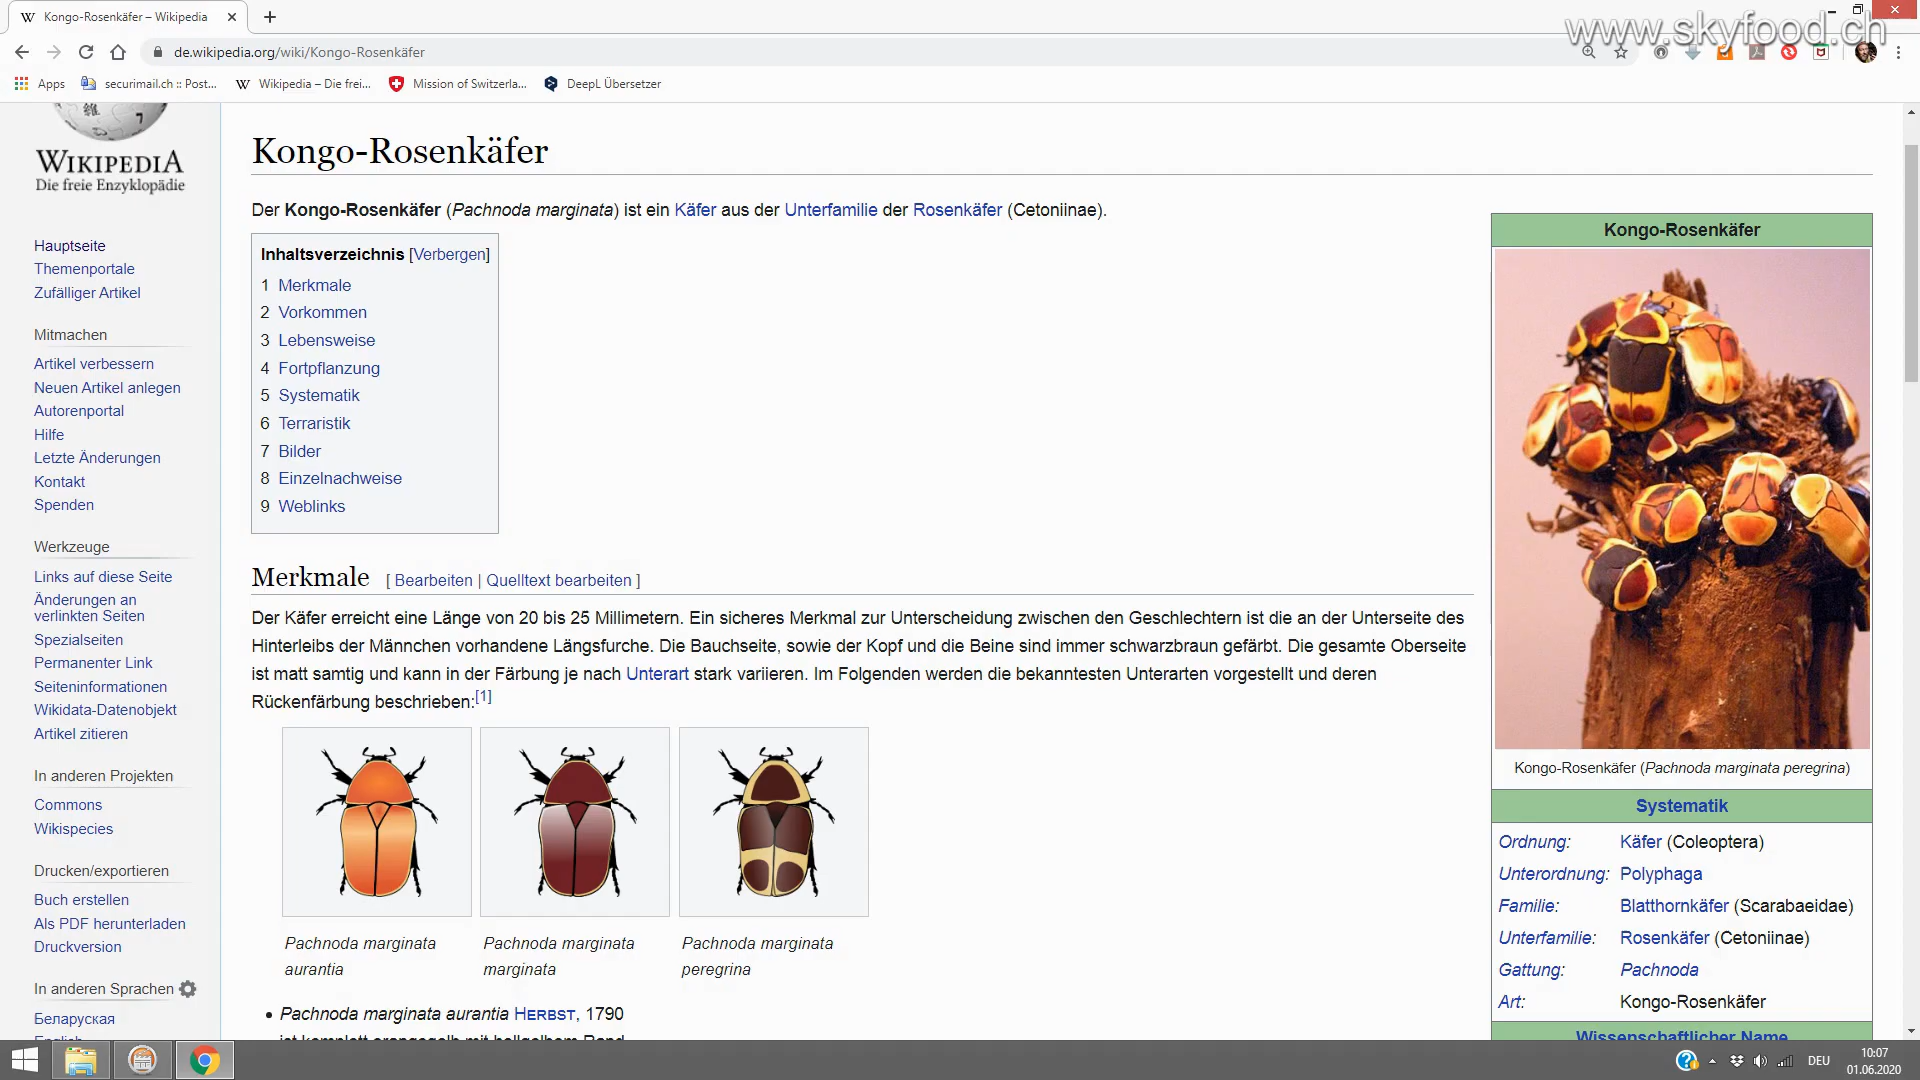 Kongo-Rosenkäfer – Wikipedia
www.skyfood.ch
de.wikipedia.org/wiki/Kongo-Rosenkäfer
Apps
securimail.ch :: Post...
Wikipedia – Die frei...
Mission of Switzerla...
DeepL Übersetzer
WIKIPEDIA
Die freie Enzyklopädie
Hauptseite
Themenportale
Zufälliger Artikel
Mitmachen
Artikel verbessern
Neuen Artikel anlegen
Autorenportal
Hilfe
Letzte Änderungen
Kontakt
Spenden
Werkzeuge
Links auf diese Seite
Änderungen an
verlinkten Seiten
Spezialseiten
Permanenter Link
Seiteninformationen
Wikidata-Datenobjekt
Artikel zitieren
In anderen Projekten
Commons
Wikispecies
Drucken/exportieren
Buch erstellen
Als PDF herunterladen
Druckversion
In anderen Sprachen
Беларуская
English
Kongo-Rosenkäfer
Der Kongo-Rosenkäfer (Pachnoda marginata) ist ein Käfer aus der Unterfamilie der Rosenkäfer (Cetoniinae).
Inhaltsverzeichnis [Verbergen]
1 Merkmale
2 Vorkommen
3 Lebensweise
4 Fortpflanzung
5 Systematik
6 Terraristik
7 Bilder
8 Einzelnachweise
9 Weblinks
Merkmale [ Bearbeiten | Quelltext bearbeiten ]
Der Käfer erreicht eine Länge von 20 bis 25 Millimetern. Ein sicheres Merkmal zur Unterscheidung zwischen den Geschlechtern ist die an der Unterseite des
Hinterleibs der Männchen vorhandene Längsfurche. Die Bauchseite, sowie der Kopf und die Beine sind immer schwarzbraun gefärbt. Die gesamte Oberseite
ist matt samtig und kann in der Färbung je nach Unterart stark variieren. Im Folgenden werden die bekanntesten Unterarten vorgestellt und deren
Rückenfärbung beschrieben:[1]
Pachnoda marginata
aurantia
Pachnoda marginata
marginata
Pachnoda marginata
peregrina
• Pachnoda marginata aurantia HERBST, 1790
ist komplett orangegelb mit hellgelbem Rand
Kongo-Rosenkäfer
Kongo-Rosenkäfer (Pachnoda marginata peregrina)
Systematik
Ordnung: Käfer (Coleoptera)
Unterordnung: Polyphaga
Familie: Blatthornkäfer (Scarabaeidae)
Unterfamilie: Rosenkäfer (Cetoniinae)
Gattung: Pachnoda
Art: Kongo-Rosenkäfer
Wissenschaftlicher Name
DEU
10:07
01.06.2020